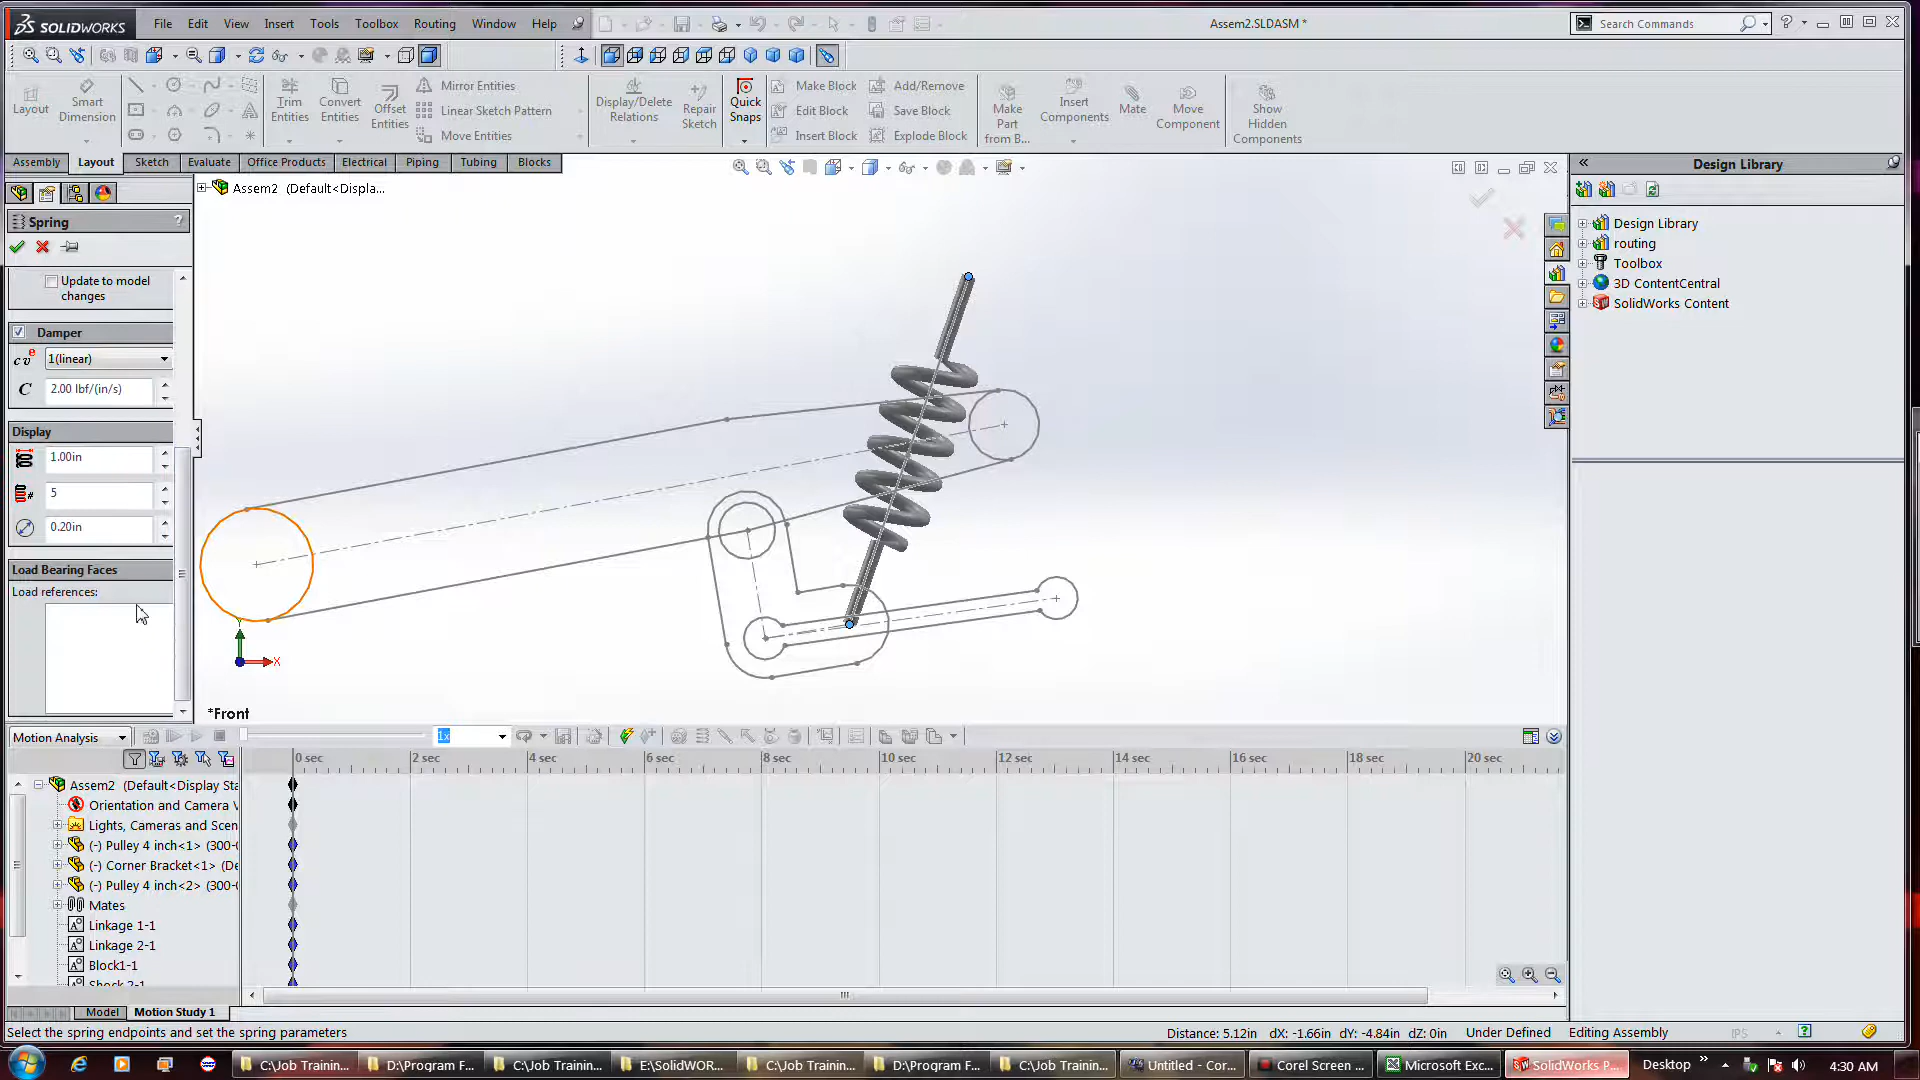 SOLIDWORKS File Edit View Insert Tools Toolbox Routing Window Help Assem2.SLDASM * Search Commands
Layout Smart Dimension Trim Entities Convert Entities Offset Entities Mirror Entities Linear Sketch Pattern Move Entities Display/Delete Relations Repair Sketch Quick Snaps Make Block Edit Block Insert Block Add/Remove Save Block Explode Block Make Part from B... Insert Components Mate Move Component Show Hidden Components
Assembly Layout Sketch Evaluate Office Products Electrical Piping Tubing Blocks
Design Library
Assem2 (Default<Displa...
Spring ?
Update to model changes
Damper
1(linear)
C 2.00 lbf/(in/s)
Display
1.00in
5
0.20in
Load Bearing Faces
Load references:
Design Library
routing
Toolbox
3D ContentCentral
SolidWorks Content
Y
X
*Front
Motion Analysis 1x
0 sec 2 sec 4 sec 6 sec 8 sec 10 sec 12 sec 14 sec 16 sec 18 sec 20 sec
Assem2 (Default<Display Sta
Orientation and Camera V
Lights, Cameras and Scen
(-) Pulley 4 inch<1> (300-0
(-) Corner Bracket<1> (De
(-) Pulley 4 inch<2> (300-0
Mates
Linkage 1-1
Linkage 2-1
Block1-1
Shock 2-1
Model Motion Study 1
Select the spring endpoints and set the spring parameters Distance: 5.12in dX: -1.66in dY: -4.84in dZ: 0in Under Defined Editing Assembly IPS
C:\Job Trainin... D:\Program F... C:\Job Trainin... E:\SolidWOR... C:\Job Trainin... D:\Program F... C:\Job Trainin... Untitled - Cor... Corel Screen ... Microsoft Exc... SolidWorks P... Desktop 4:30 AM